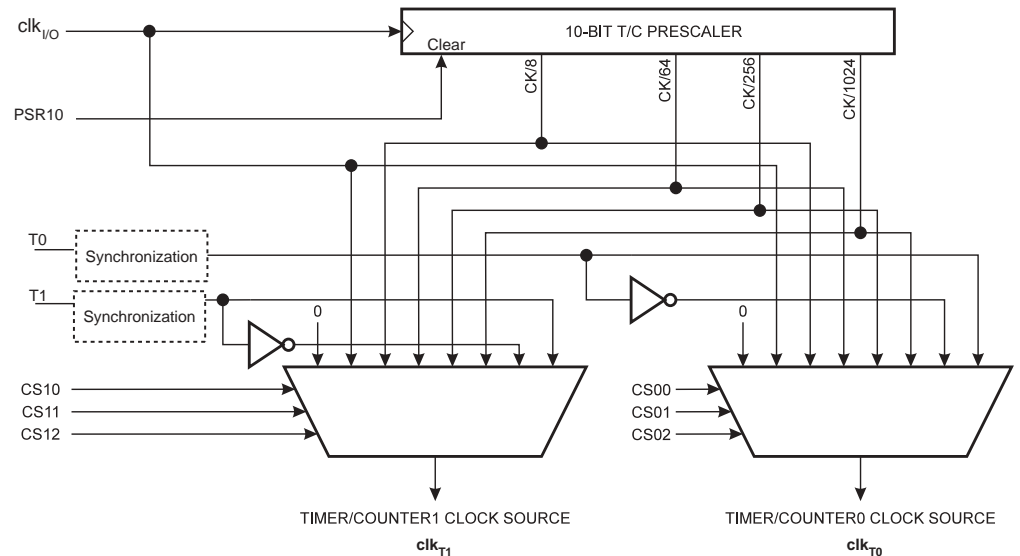 clkI/O
10-BIT T/C PRESCALER
Clear
CK/8
CK/64
CK/256
CK/1024
PSR10
T0
Synchronization
T1
Synchronization
0
0
CS10
CS11
CS12
CS00
CS01
CS02
TIMER/COUNTER1 CLOCK SOURCE
clkT1
TIMER/COUNTER0 CLOCK SOURCE
clkT0